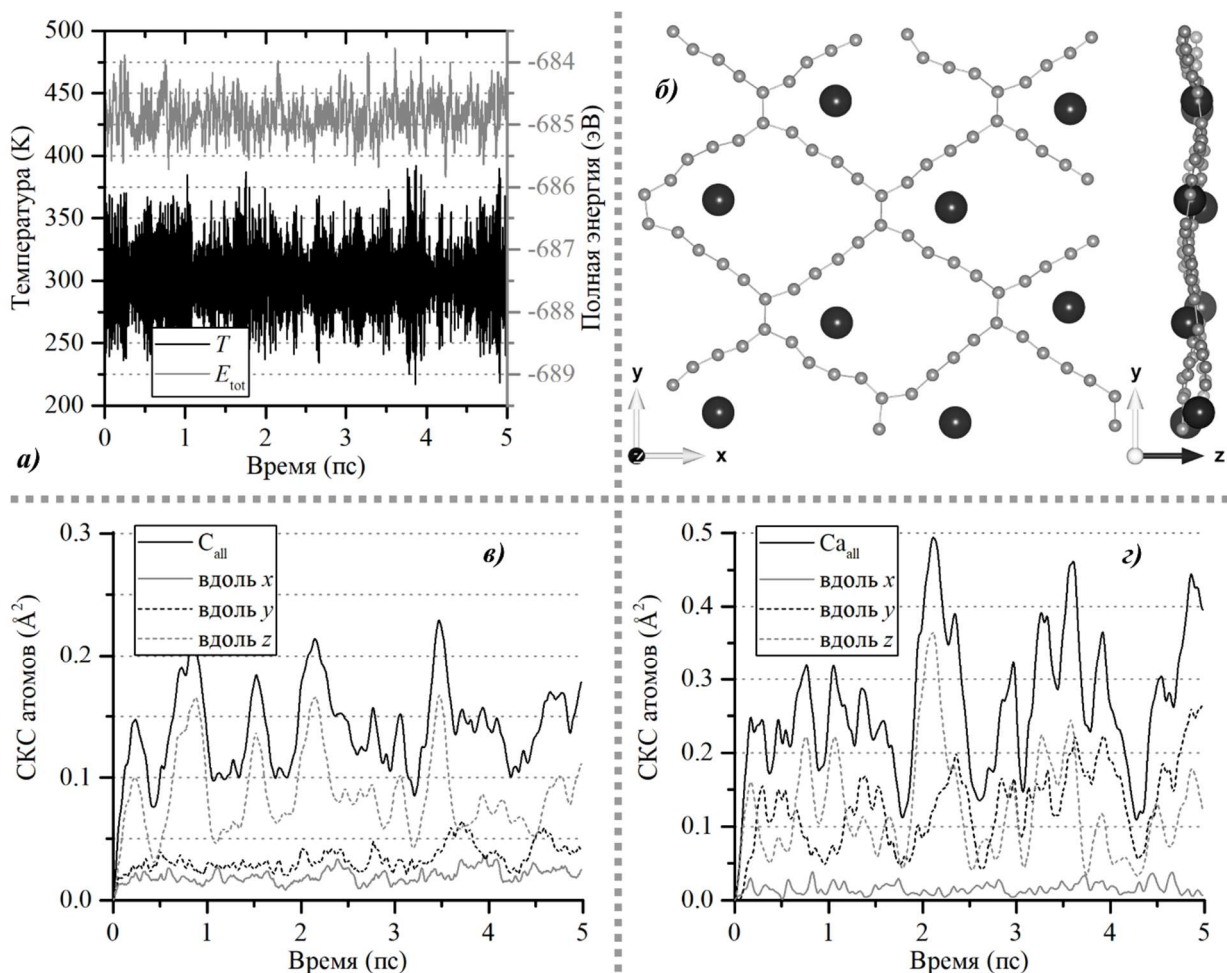 500
450
400
350
300
250
200
Температура (К)
-684
-685
-686
-687
-688
-689
Полная энергия (эВ)
T
E_tot
0 1 2 3 4 5
Время (пс)
а)
б)
y
z x
y
z
0.3
0.2
0.1
0.0
СКС атомов (Å²)
C_all
вдоль x
вдоль y
вдоль z
в)
0 1 2 3 4 5
Время (пс)
0.5
0.4
0.3
0.2
0.1
0.0
СКС атомов (Å²)
Ca_all
вдоль x
вдоль y
вдоль z
г)
0 1 2 3 4 5
Время (пс)